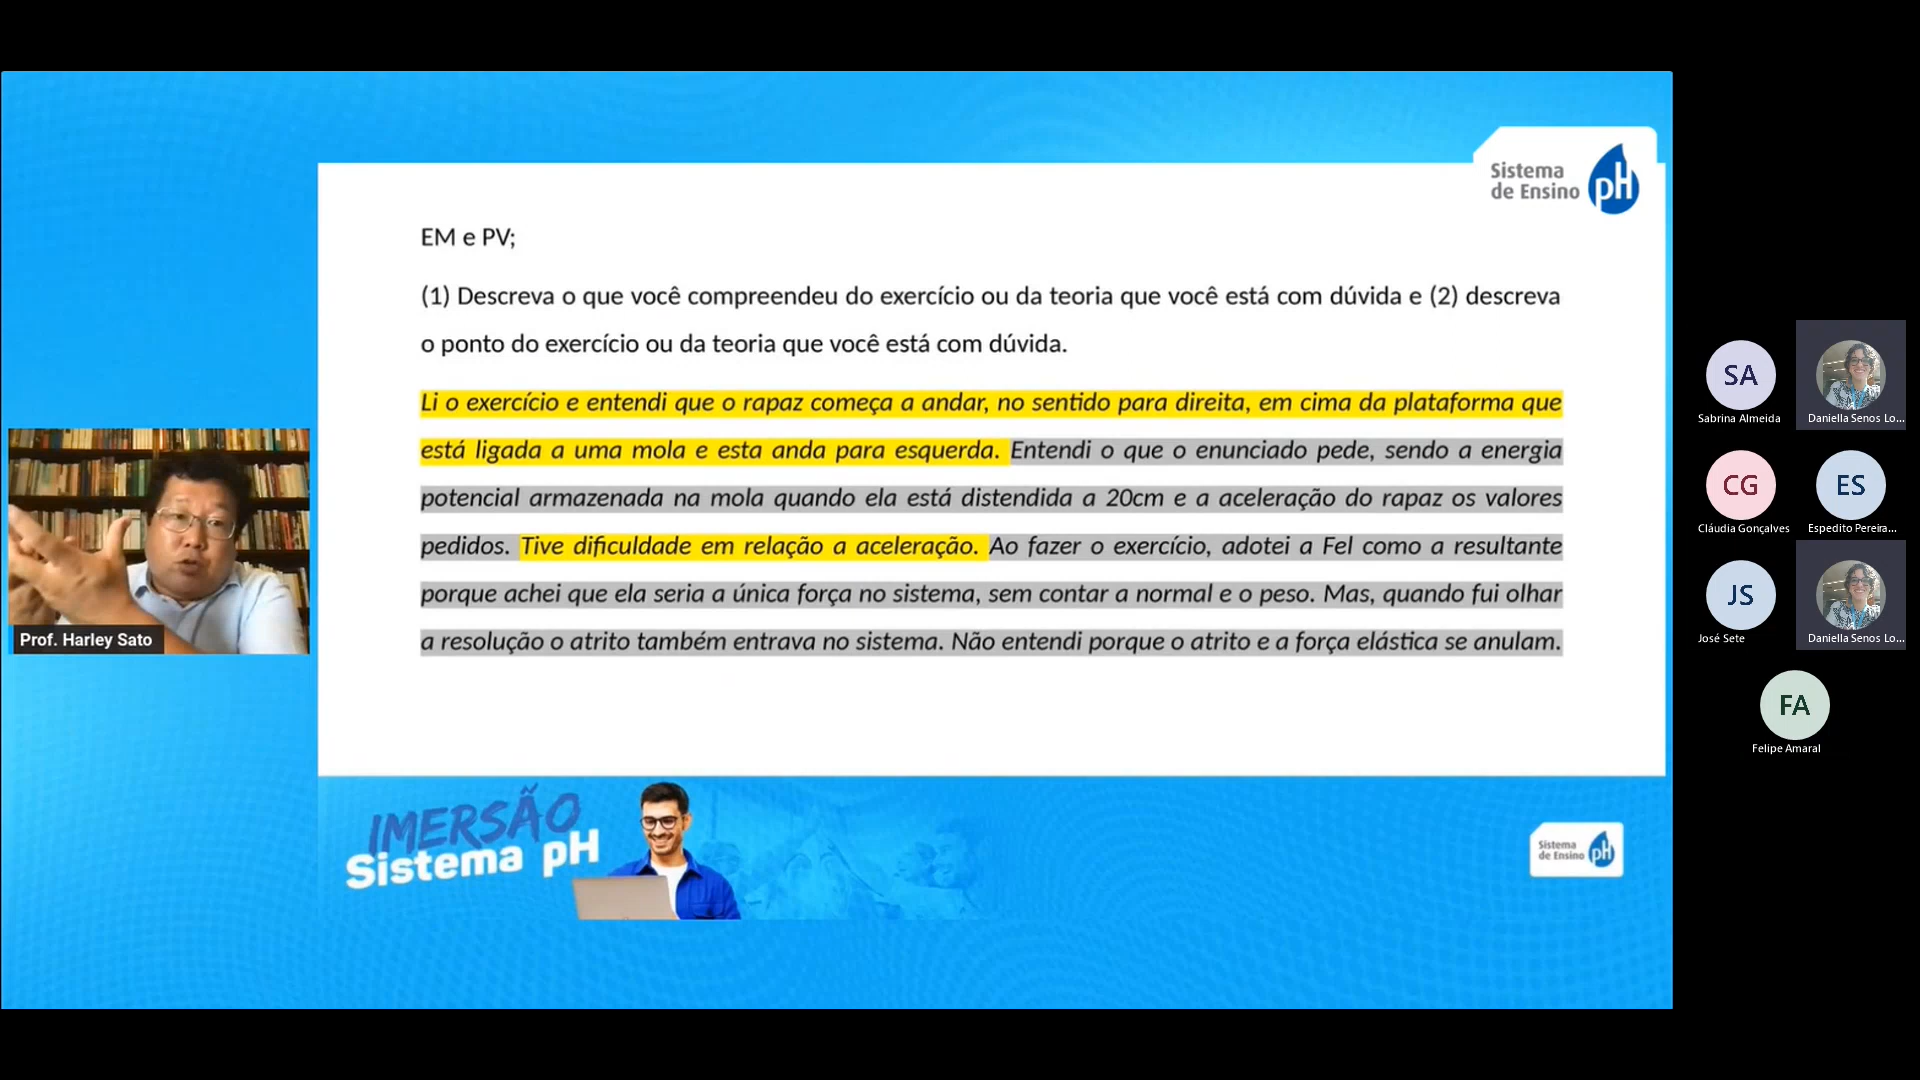 Sistema
de Ensino pH
EM e PV;
(1) Descreva o que você compreendeu do exercício ou da teoria que você está com dúvida e (2) descreva
o ponto do exercício ou da teoria que você está com dúvida.
Li o exercício e entendi que o rapaz começa a andar, no sentido para direita, em cima da plataforma que
está ligada a uma mola e esta anda para esquerda. Entendi o que o enunciado pede, sendo a energia
potencial armazenada na mola quando ela está distendida a 20cm e a aceleração do rapaz os valores
pedidos. Tive dificuldade em relação a aceleração. Ao fazer o exercício, adotei a Fel como a resultante
porque achei que ela seria a única força no sistema, sem contar a normal e o peso. Mas, quando fui olhar
a resolução o atrito também entrava no sistema. Não entendi porque o atrito e a força elástica se anulam.
Prof. Harley Sato
IMERSÃO
Sistema pH
Sistema
de Ensino pH
SA
Sabrina Almeida
Daniella Senos Lo...
CG
Cláudia Gonçalves
ES
Espedito Pereira...
JS
José Sete
Daniella Senos Lo...
FA
Felipe Amaral